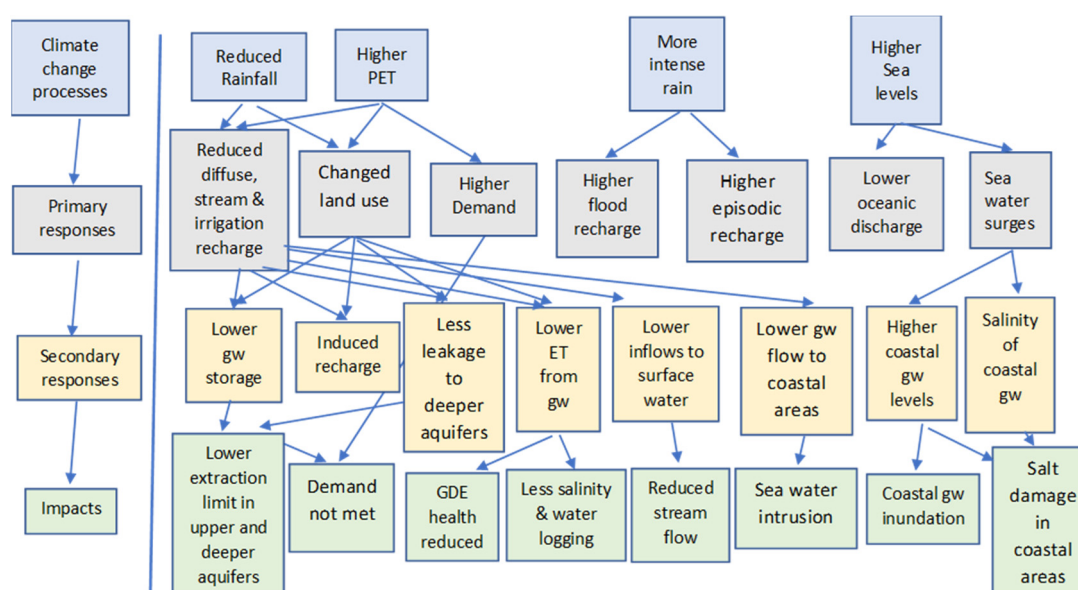 Climate
change
processes
Reduced
Rainfall
Higher
PET
More
intense
rain
Higher
Sea
levels
Primary
responses
Reduced
diffuse,
stream &
irrigation
recharge
Changed
land use
Higher
Demand
Higher
flood
recharge
Higher
episodic
recharge
Lower
oceanic
discharge
Sea
water
surges
Secondary
responses
Lower
gw
storage
Induced
recharge
Less
leakage
to
deeper
aquifers
Lower
ET
from
gw
Lower
inflows to
surface
water
Lower gw
flow to
coastal
areas
Higher
coastal
gw
levels
Salinity
of
coastal
gw
Impacts
Lower
extraction
limit in
upper and
deeper
aquifers
Demand
not met
GDE
health
reduced
Less salinity
& water
logging
Reduced
stream
flow
Sea water
intrusion
Coastal gw
inundation
Salt
damage
in
coastal
areas